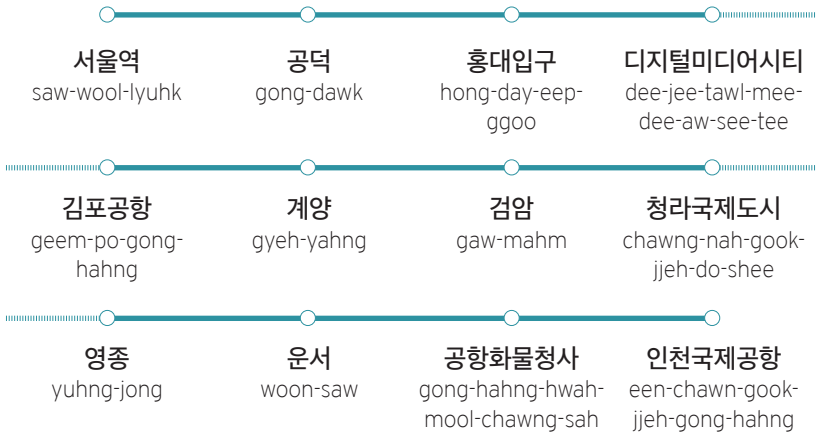 서울역 공덕 홍대입구 디지털미디어시티
saw-wool-lyuhk gong-dawk hong-day-eep- dee-jee-tawl-mee-
ggoo dee-aw-see-tee
김포공항 계양 검암 청라국제도시
geem-po-gong- gyeh-yahng gaw-mahm chawng-nah-gook-
hahng jjeh-do-shee
영종 운서 공항화물청사 인천국제공항
yuhng-jong woon-saw gong-hahng-hwah- een-chawn-gook-
mool-chawng-sah jjeh-gong-hahng